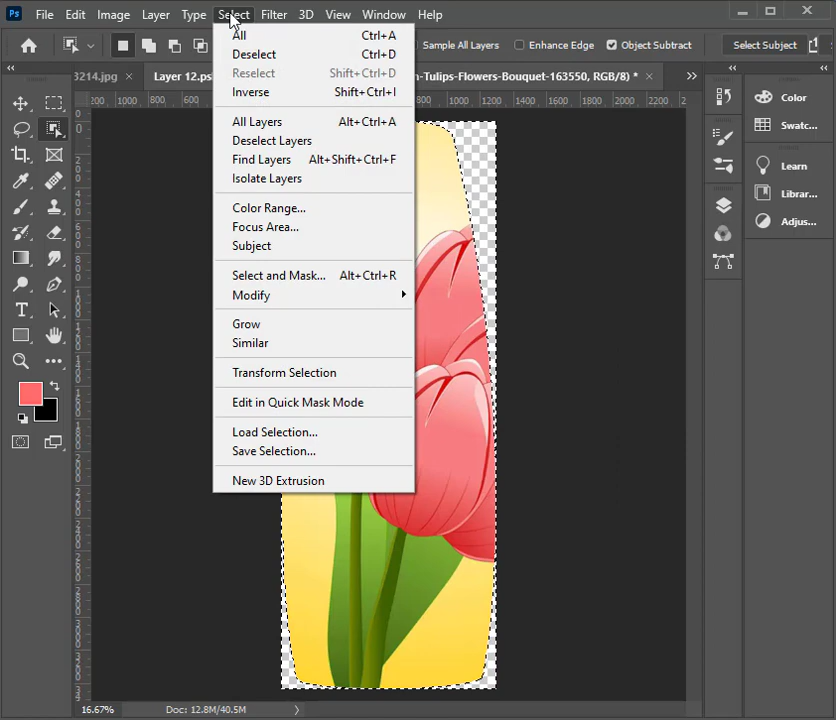 Ps File Edit Image Layer Type Select Filter 3D View Window Help
Sample All Layers Enhance Edge Object Subtract Select Subject
3214.jpg × Layer 12.ps n-Tulips-Flowers-Bouquet-163550, RGB/8) * ×
200 600 800 1000 1200 1400 1600 1800 2000 2200
All Ctrl+A
Deselect Ctrl+D
Reselect Shift+Ctrl+D
Inverse Shift+Ctrl+I
All Layers Alt+Ctrl+A
Deselect Layers
Find Layers Alt+Shift+Ctrl+F
Isolate Layers
Color Range...
Focus Area...
Subject
Select and Mask... Alt+Ctrl+R
Modify
Grow
Similar
Transform Selection
Edit in Quick Mask Mode
Load Selection...
Save Selection...
New 3D Extrusion
Color
Swatc...
Learn
Librar...
Adjus...
16.67% Doc: 12.8M/40.5M